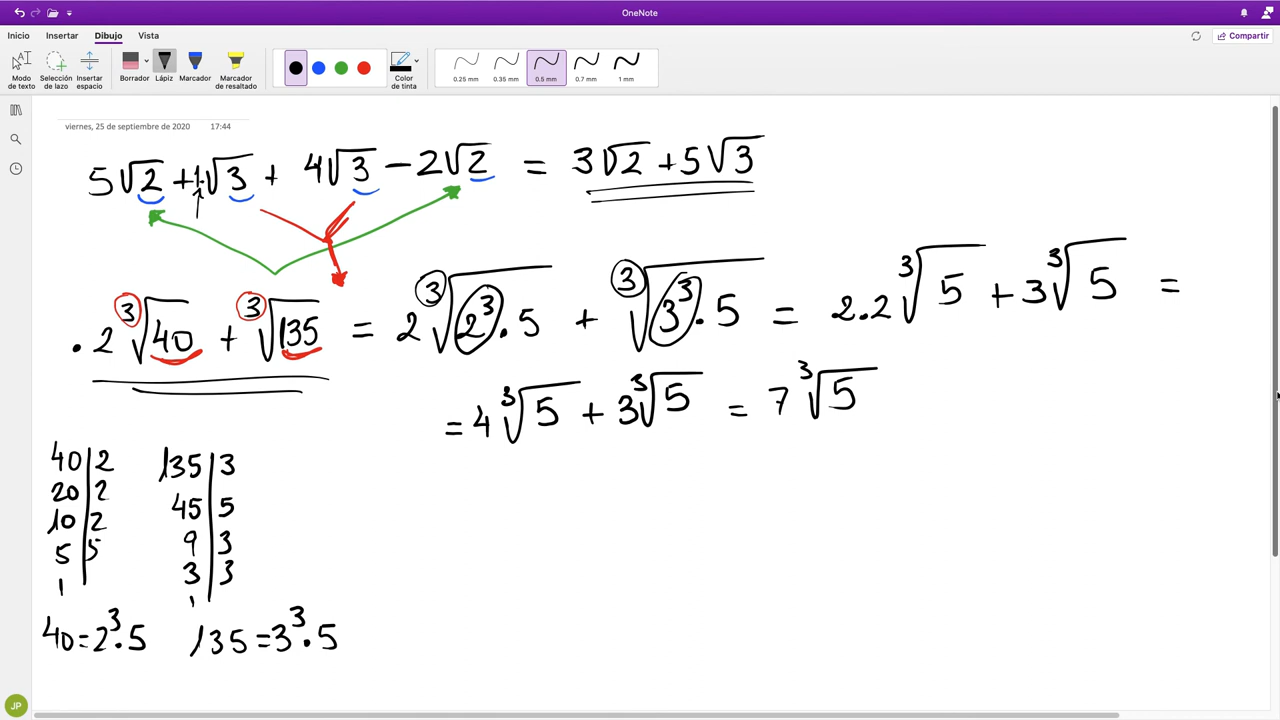 OneNote
Inicio Insertar Dibujo Vista
Compartir
Modo de texto
Selección de lazo
Insertar espacio
Borrador
Lápiz
Marcador
Marcador de resaltado
Color de tinta
0.25 mm 0.35 mm 0.5 mm 0.7 mm 1 mm
viernes, 25 de septiembre de 2020 17:44
5√2 + 1√3 + 4√3 − 2√2 = 3√2 + 5√3
. 2∛40 + ∛135 = 2∛(2³.5) + ∛(3³.5) = 2.2∛5 + 3∛5 =
= 4∛5 + 3∛5 = 7∛5
40|2 135|3
20|2 45|5
10|2 9|3
5|5 3|3
1| 1|
40=2³.5 135=3³.5
JP